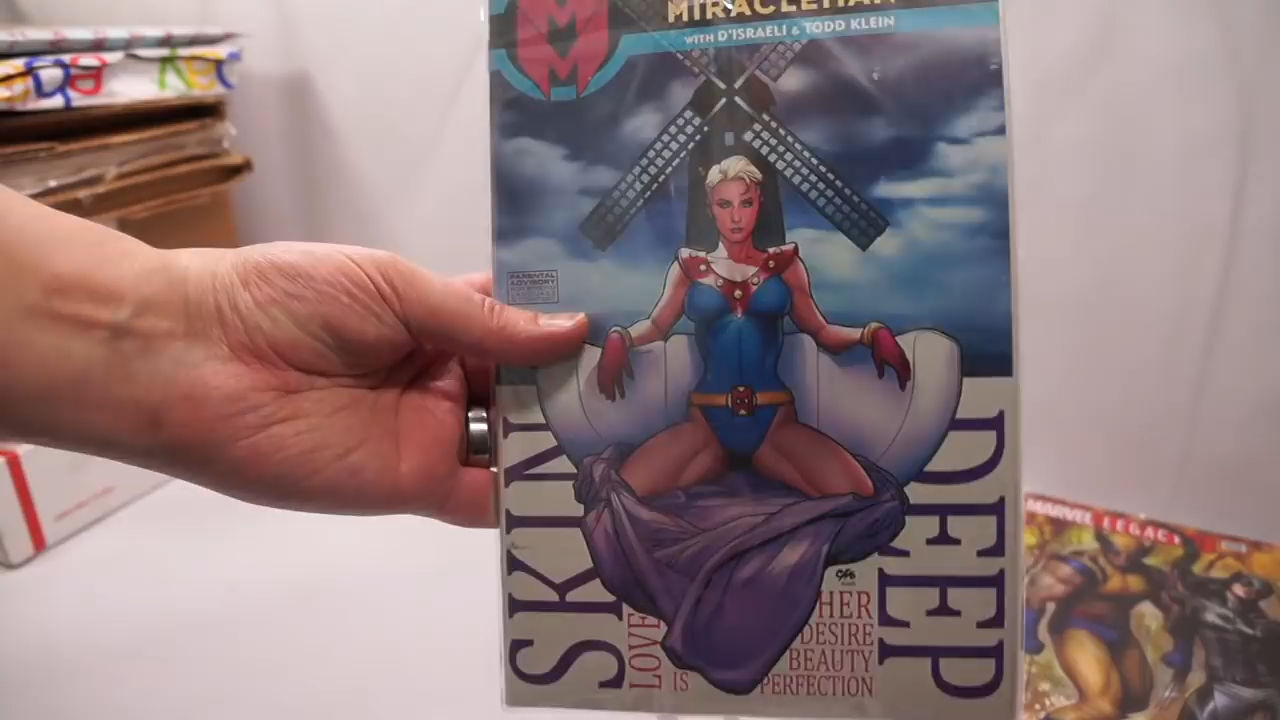 MIRACLEMAN
WITH D'ISRAELI & TODD KLEIN
PARENTAL
ADVISORY
SKIN
DEEP
LOVE
IS
HER
DESIRE
BEAUTY
PERFECTION
MARVEL LEGACY